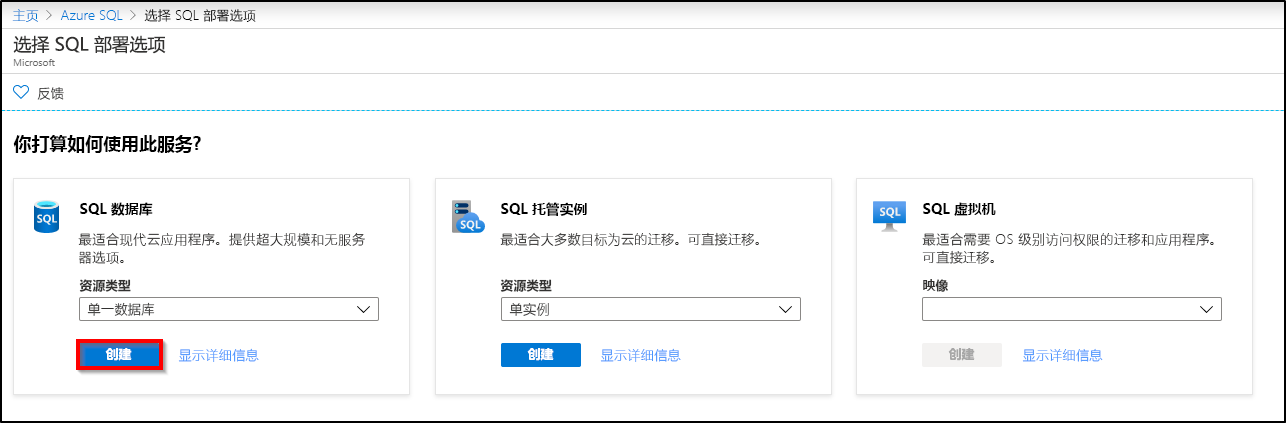 主页 > Azure SQL > 选择 SQL 部署选项
选择 SQL 部署选项
Microsoft
反馈
你打算如何使用此服务?
SQL
SQL 数据库
最适合现代云应用程序。提供超大规模和无服务
器选项。
资源类型
单一数据库
创建 显示详细信息
SQL
SQL 托管实例
最适合大多数目标为云的迁移。可直接迁移。
资源类型
单实例
创建 显示详细信息
SQL
SQL 虚拟机
最适合需要 OS 级别访问权限的迁移和应用程序。
可直接迁移。
映像
创建 显示详细信息